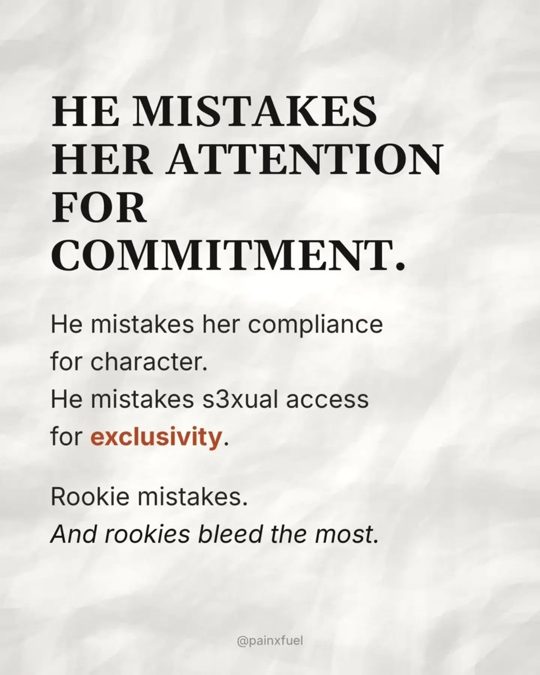 HE MISTAKES
HER ATTENTION
FOR
COMMITMENT.
He mistakes her compliance
for character.
He mistakes s3xual access
for exclusivity.
Rookie mistakes.
And rookies bleed the most.
@painxfuel